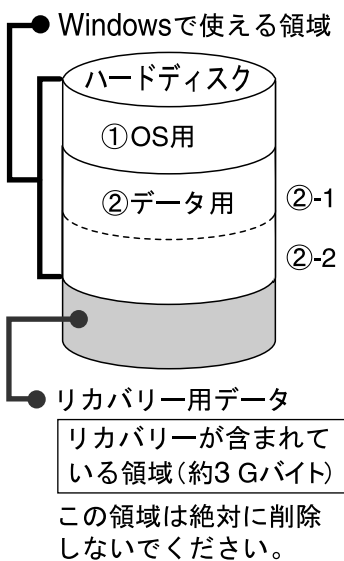 Windowsで使える領域
ハードディスク
①OS用
②データ用
②-1
②-2
リカバリー用データ
リカバリーが含まれて
いる領域(約3 Gバイト)
この領域は絶対に削除
しないでください。